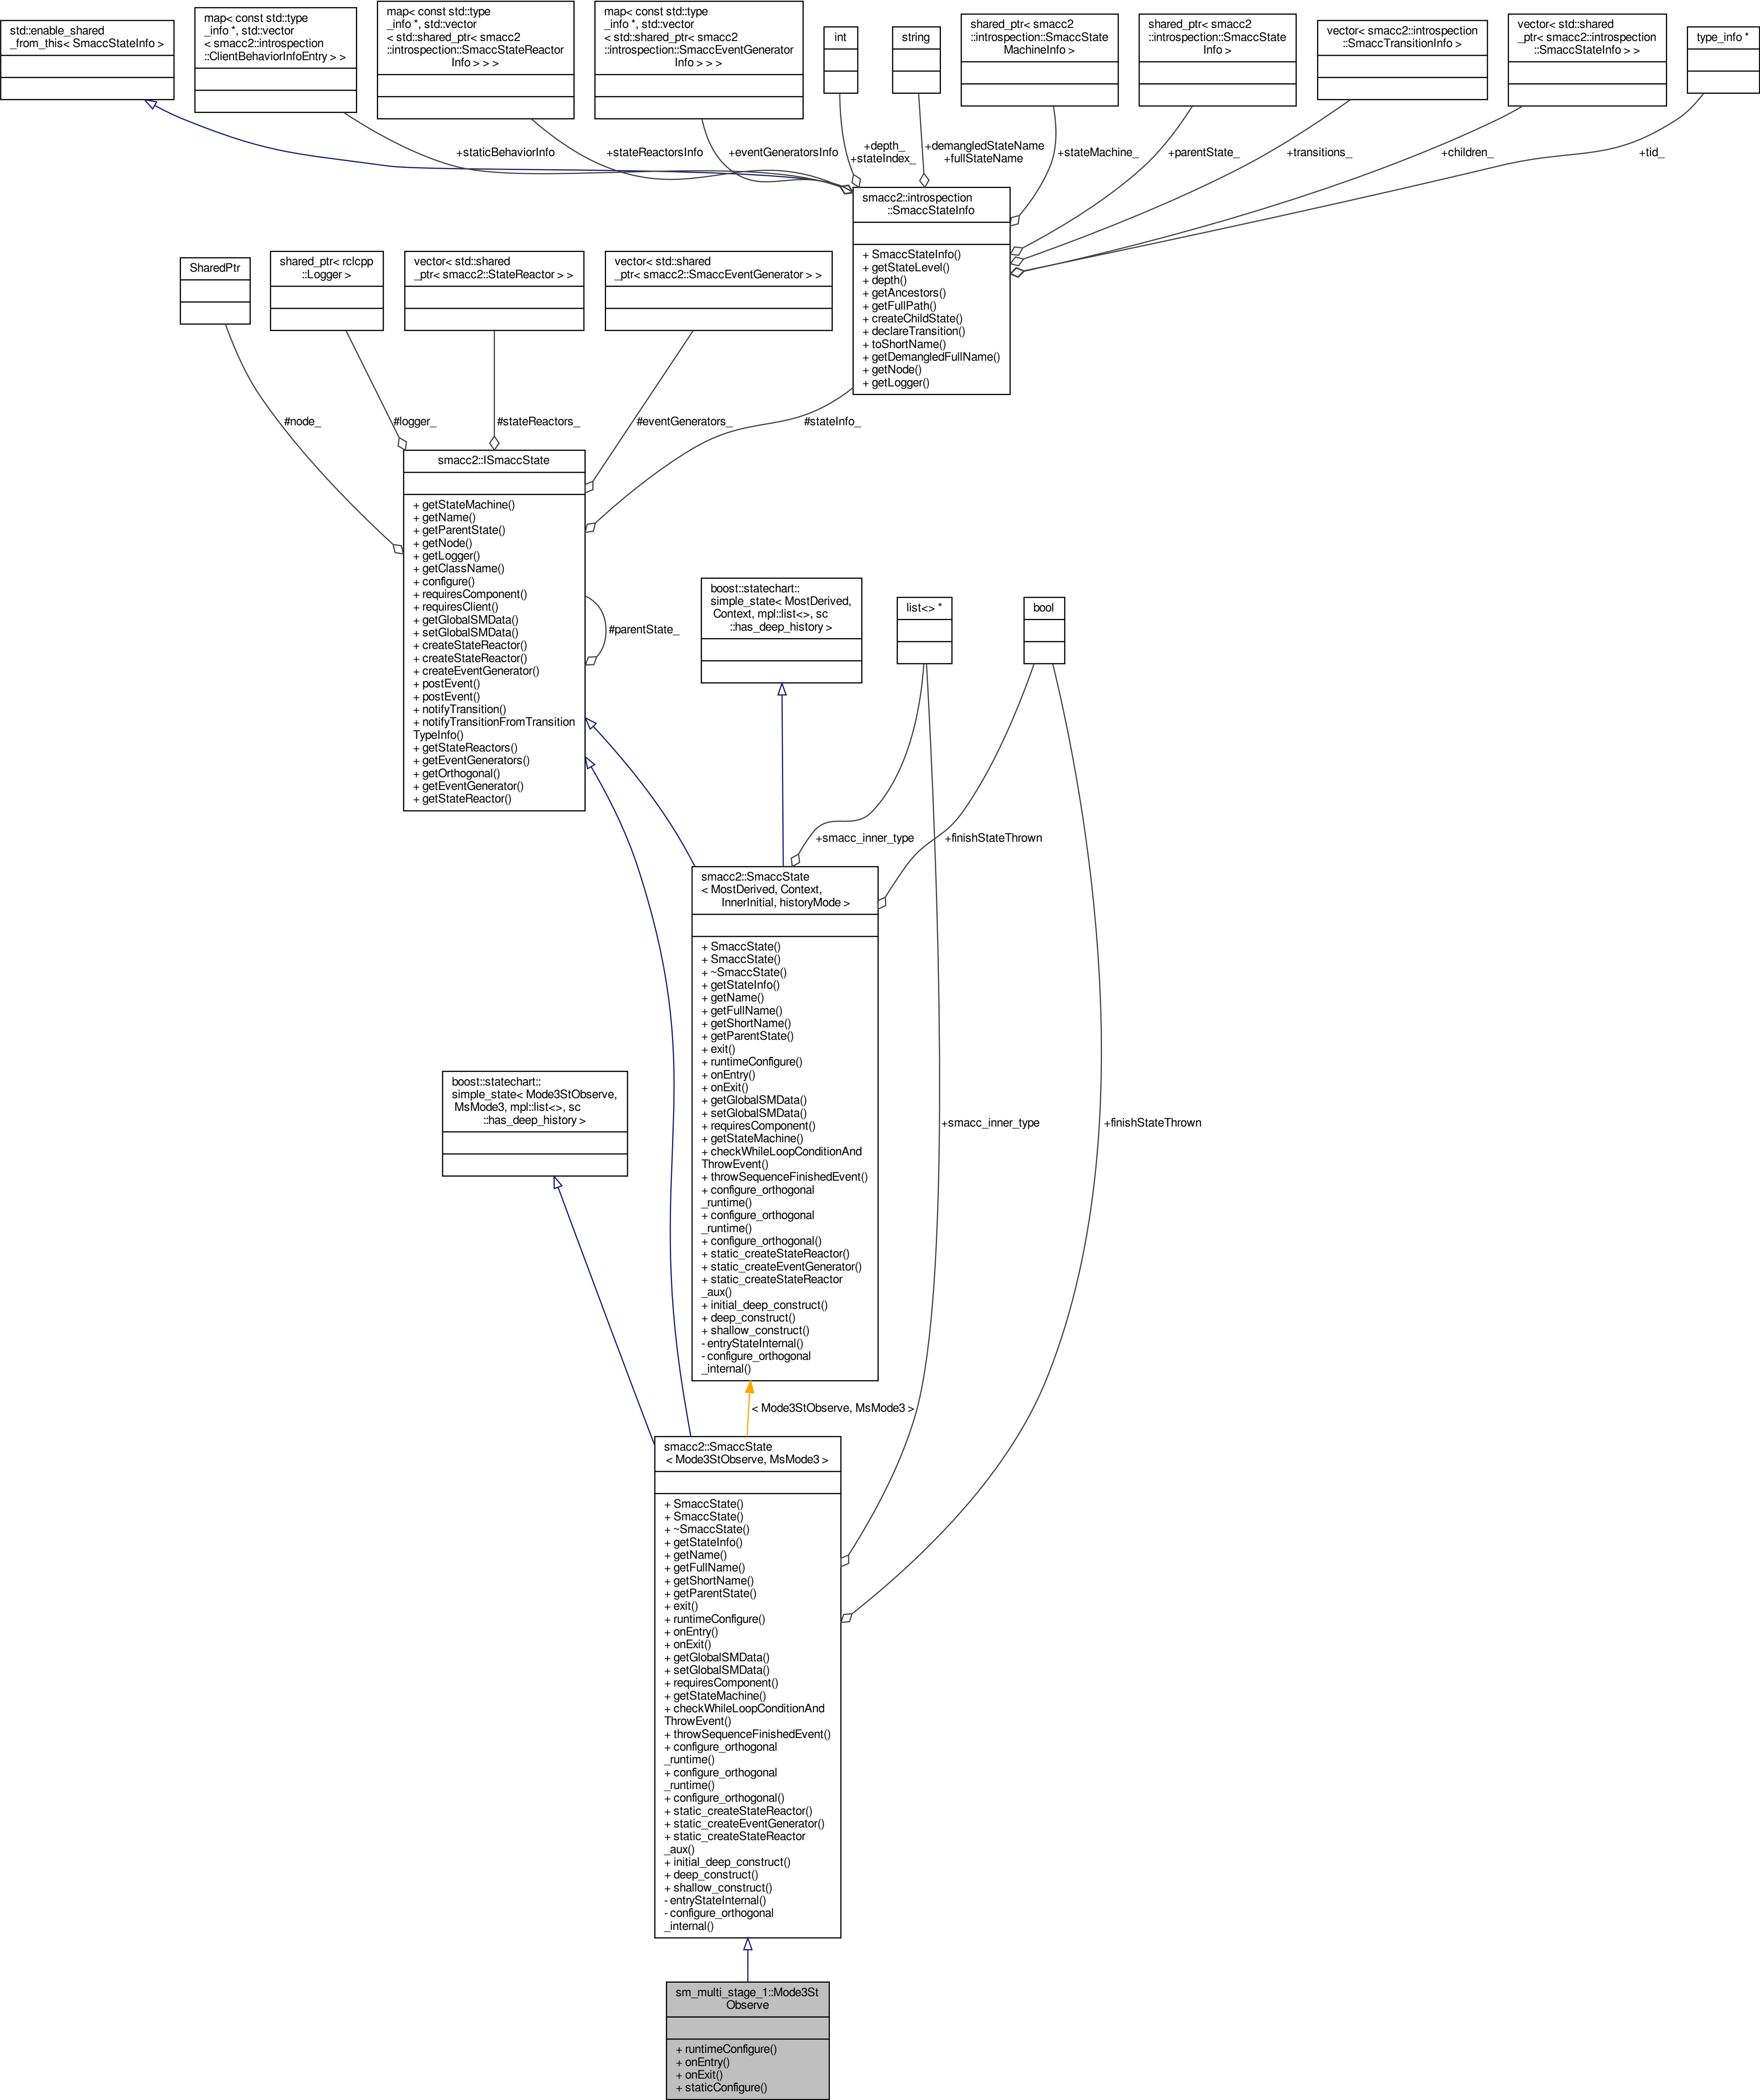 std::enable_shared
_from_this< SmaccStateInfo >
map< const std::type
_info *, std::vector
< smacc2::introspection
::ClientBehaviorInfoEntry > >
map< const std::type
_info *, std::vector
< std::shared_ptr< smacc2
::introspection::SmaccStateReactor
Info > > >
map< const std::type
_info *, std::vector
< std::shared_ptr< smacc2
::introspection::SmaccEventGenerator
Info > > >
int
string
shared_ptr< smacc2
::introspection::SmaccState
MachineInfo >
shared_ptr< smacc2
::introspection::SmaccState
Info >
vector< smacc2::introspection
::SmaccTransitionInfo >
vector< std::shared
_ptr< smacc2::introspection
::SmaccStateInfo > >
type_info *
+staticBehaviorInfo
+stateReactorsInfo
+eventGeneratorsInfo
+depth_
+stateIndex_
+demangledStateName
+fullStateName
+stateMachine_
+parentState_
+transitions_
+children_
+tid_
smacc2::introspection
::SmaccStateInfo
+ SmaccStateInfo()
+ getStateLevel()
+ depth()
+ getAncestors()
+ getFullPath()
+ createChildState()
+ declareTransition()
+ toShortName()
+ getDemangledFullName()
+ getNode()
+ getLogger()
SharedPtr
shared_ptr< rclcpp
::Logger >
vector< std::shared
_ptr< smacc2::StateReactor > >
vector< std::shared
_ptr< smacc2::SmaccEventGenerator > >
#node_
#logger_
#stateReactors_
#eventGenerators_
#stateInfo_
smacc2::ISmaccState
+ getStateMachine()
+ getName()
+ getParentState()
+ getNode()
+ getLogger()
+ getClassName()
+ configure()
+ requiresComponent()
+ requiresClient()
+ getGlobalSMData()
+ setGlobalSMData()
+ createStateReactor()
+ createStateReactor()
+ createEventGenerator()
+ postEvent()
+ postEvent()
+ notifyTransition()
+ notifyTransitionFromTransition
TypeInfo()
+ getStateReactors()
+ getEventGenerators()
+ getOrthogonal()
+ getEventGenerator()
+ getStateReactor()
#parentState_
boost::statechart::
simple_state< MostDerived,
Context, mpl::list<>, sc
::has_deep_history >
list<> *
bool
+smacc_inner_type
+finishStateThrown
smacc2::SmaccState
< MostDerived, Context,
InnerInitial, historyMode >
+ SmaccState()
+ SmaccState()
+ ~SmaccState()
+ getStateInfo()
+ getName()
+ getFullName()
+ getShortName()
+ getParentState()
+ exit()
+ runtimeConfigure()
+ onEntry()
+ onExit()
+ getGlobalSMData()
+ setGlobalSMData()
+ requiresComponent()
+ getStateMachine()
+ checkWhileLoopConditionAnd
ThrowEvent()
+ throwSequenceFinishedEvent()
+ configure_orthogonal
_runtime()
+ configure_orthogonal
_runtime()
+ configure_orthogonal()
+ static_createStateReactor()
+ static_createEventGenerator()
+ static_createStateReactor
_aux()
+ initial_deep_construct()
+ deep_construct()
+ shallow_construct()
- entryStateInternal()
- configure_orthogonal
_internal()
boost::statechart::
simple_state< Mode3StObserve,
MsMode3, mpl::list<>, sc
::has_deep_history >
+smacc_inner_type
+finishStateThrown
< Mode3StObserve, MsMode3 >
smacc2::SmaccState
< Mode3StObserve, MsMode3 >
+ SmaccState()
+ SmaccState()
+ ~SmaccState()
+ getStateInfo()
+ getName()
+ getFullName()
+ getShortName()
+ getParentState()
+ exit()
+ runtimeConfigure()
+ onEntry()
+ onExit()
+ getGlobalSMData()
+ setGlobalSMData()
+ requiresComponent()
+ getStateMachine()
+ checkWhileLoopConditionAnd
ThrowEvent()
+ throwSequenceFinishedEvent()
+ configure_orthogonal
_runtime()
+ configure_orthogonal
_runtime()
+ configure_orthogonal()
+ static_createStateReactor()
+ static_createEventGenerator()
+ static_createStateReactor
_aux()
+ initial_deep_construct()
+ deep_construct()
+ shallow_construct()
- entryStateInternal()
- configure_orthogonal
_internal()
sm_multi_stage_1::Mode3St
Observe
+ runtimeConfigure()
+ onEntry()
+ onExit()
+ staticConfigure()